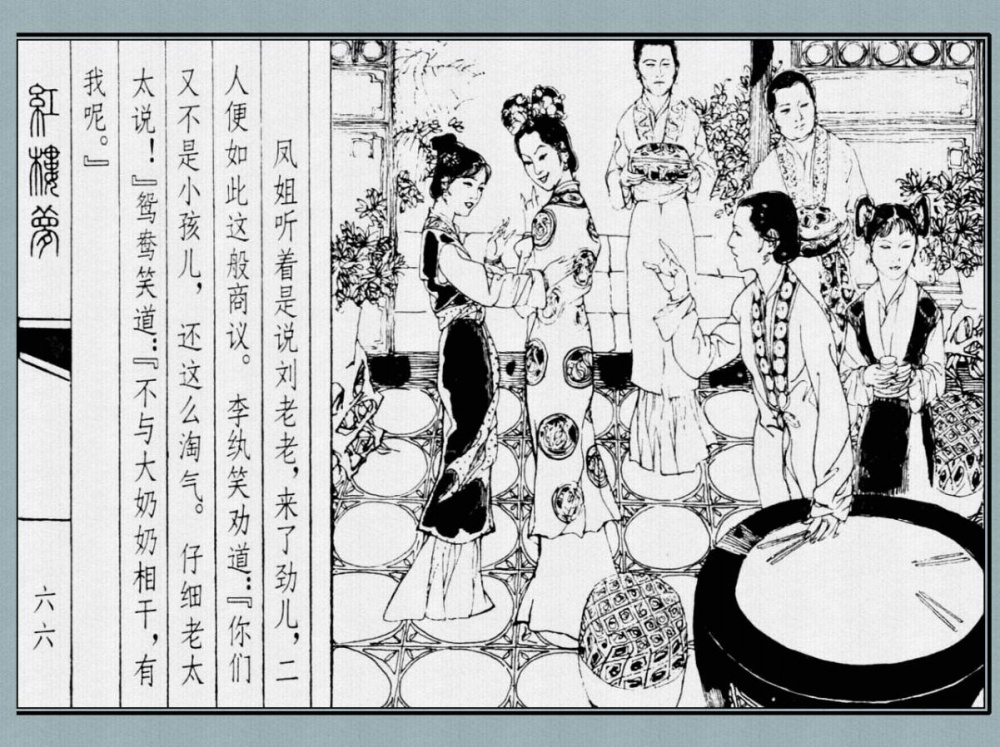 凤姐听着是说刘老老，来了劲儿，二
人便如此这般商议。李纨笑劝道：『你们
又不是小孩儿，还这么淘气。仔细老太
太说！』鸳鸯笑道：『不与大奶奶相干，有
我呢。』
紅樓夢
六六